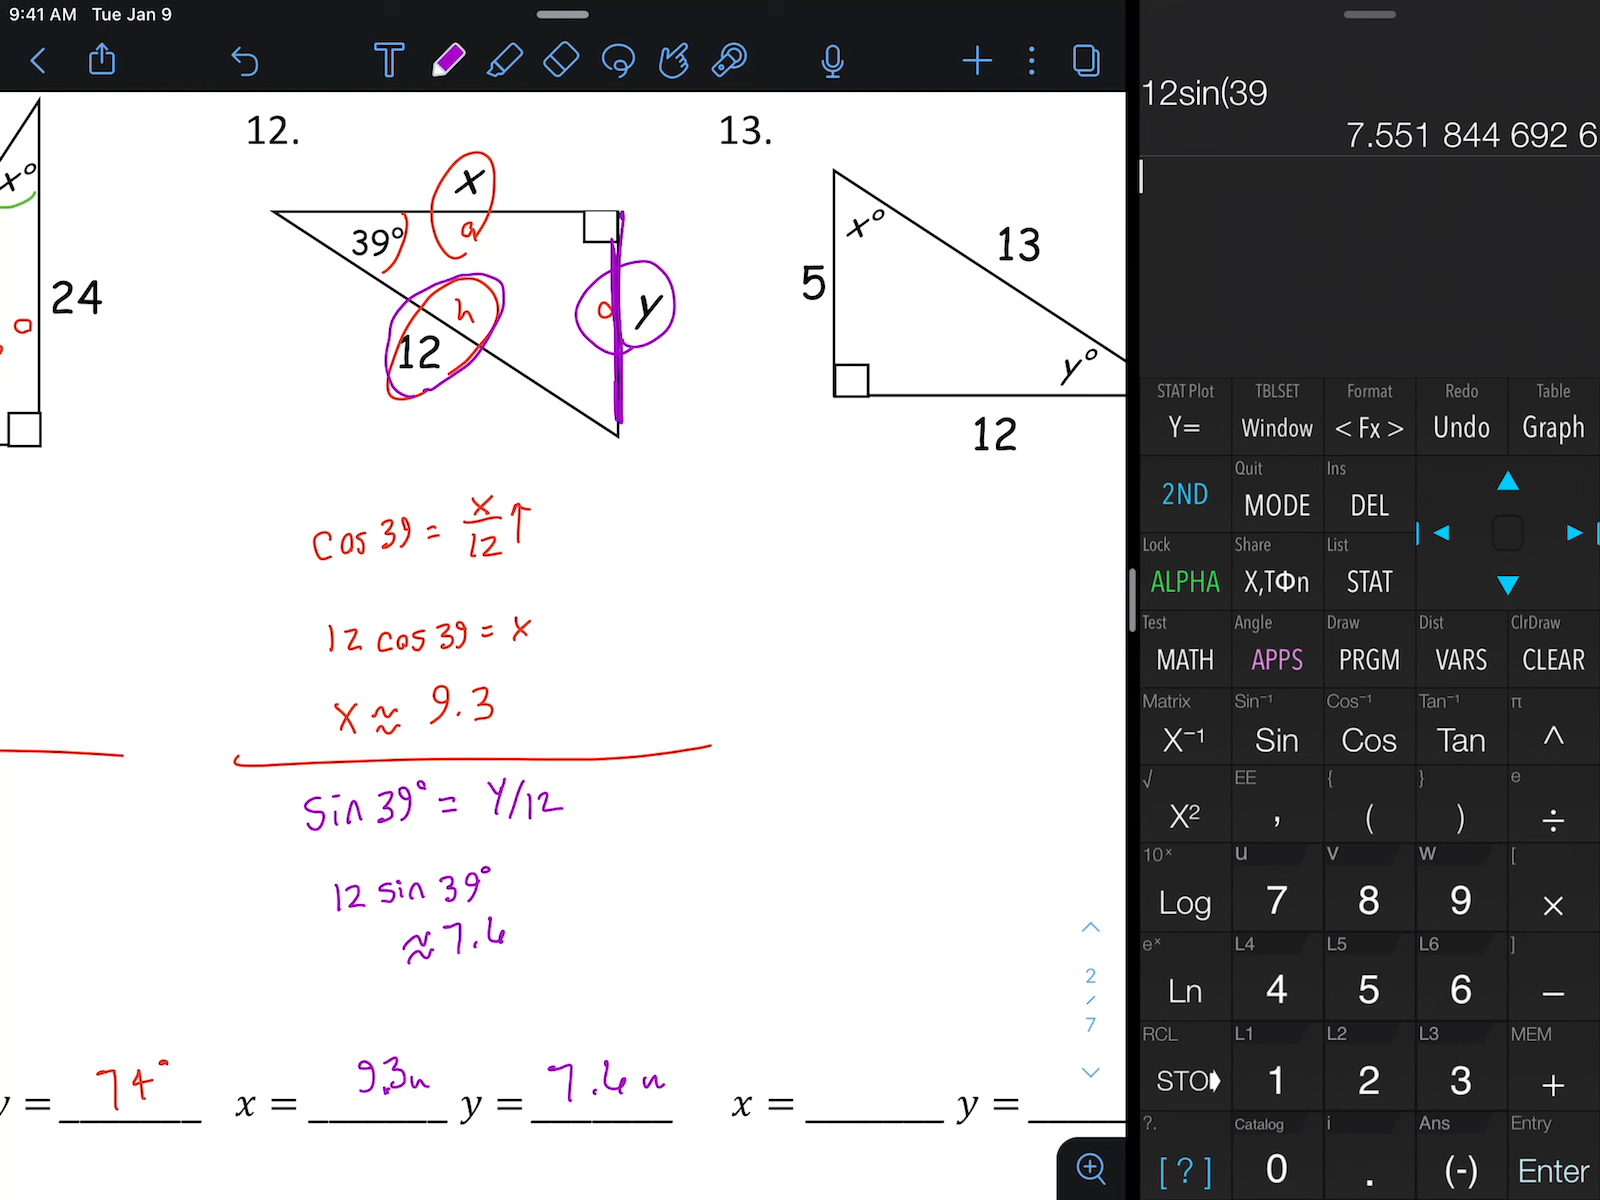 9:41 AM Tue Jan 9
12.
13.
x°
24
o
x
a
39°
h
12
o
y
x°
13
5
y°
12
cos 39 = x/12 ↑
12 cos 39 = x
x ≈ 9.3
sin 39° = y/12
12 sin 39°
≈ 7.6
2
/
7
y = 74° x = 9.3u y = 7.6u x = ______ y = ______
12sin(39
7.551 844 692 6
STAT Plot TBLSET Format Redo Table
Y= Window < Fx > Undo Graph
Quit Ins
2ND MODE DEL
Lock Share List
ALPHA X,TΦn STAT
Test Angle Draw Dist ClrDraw
MATH APPS PRGM VARS CLEAR
Matrix Sin⁻¹ Cos⁻¹ Tan⁻¹ π
X⁻¹ Sin Cos Tan ^
√ EE { } e
X² , ( ) ÷
10ˣ u v w [
Log 7 8 9 ×
eˣ L4 L5 L6 ]
Ln 4 5 6 −
RCL L1 L2 L3 MEM
STO 1 2 3 +
?. Catalog i Ans Entry
[ ? ] 0 . (-) Enter